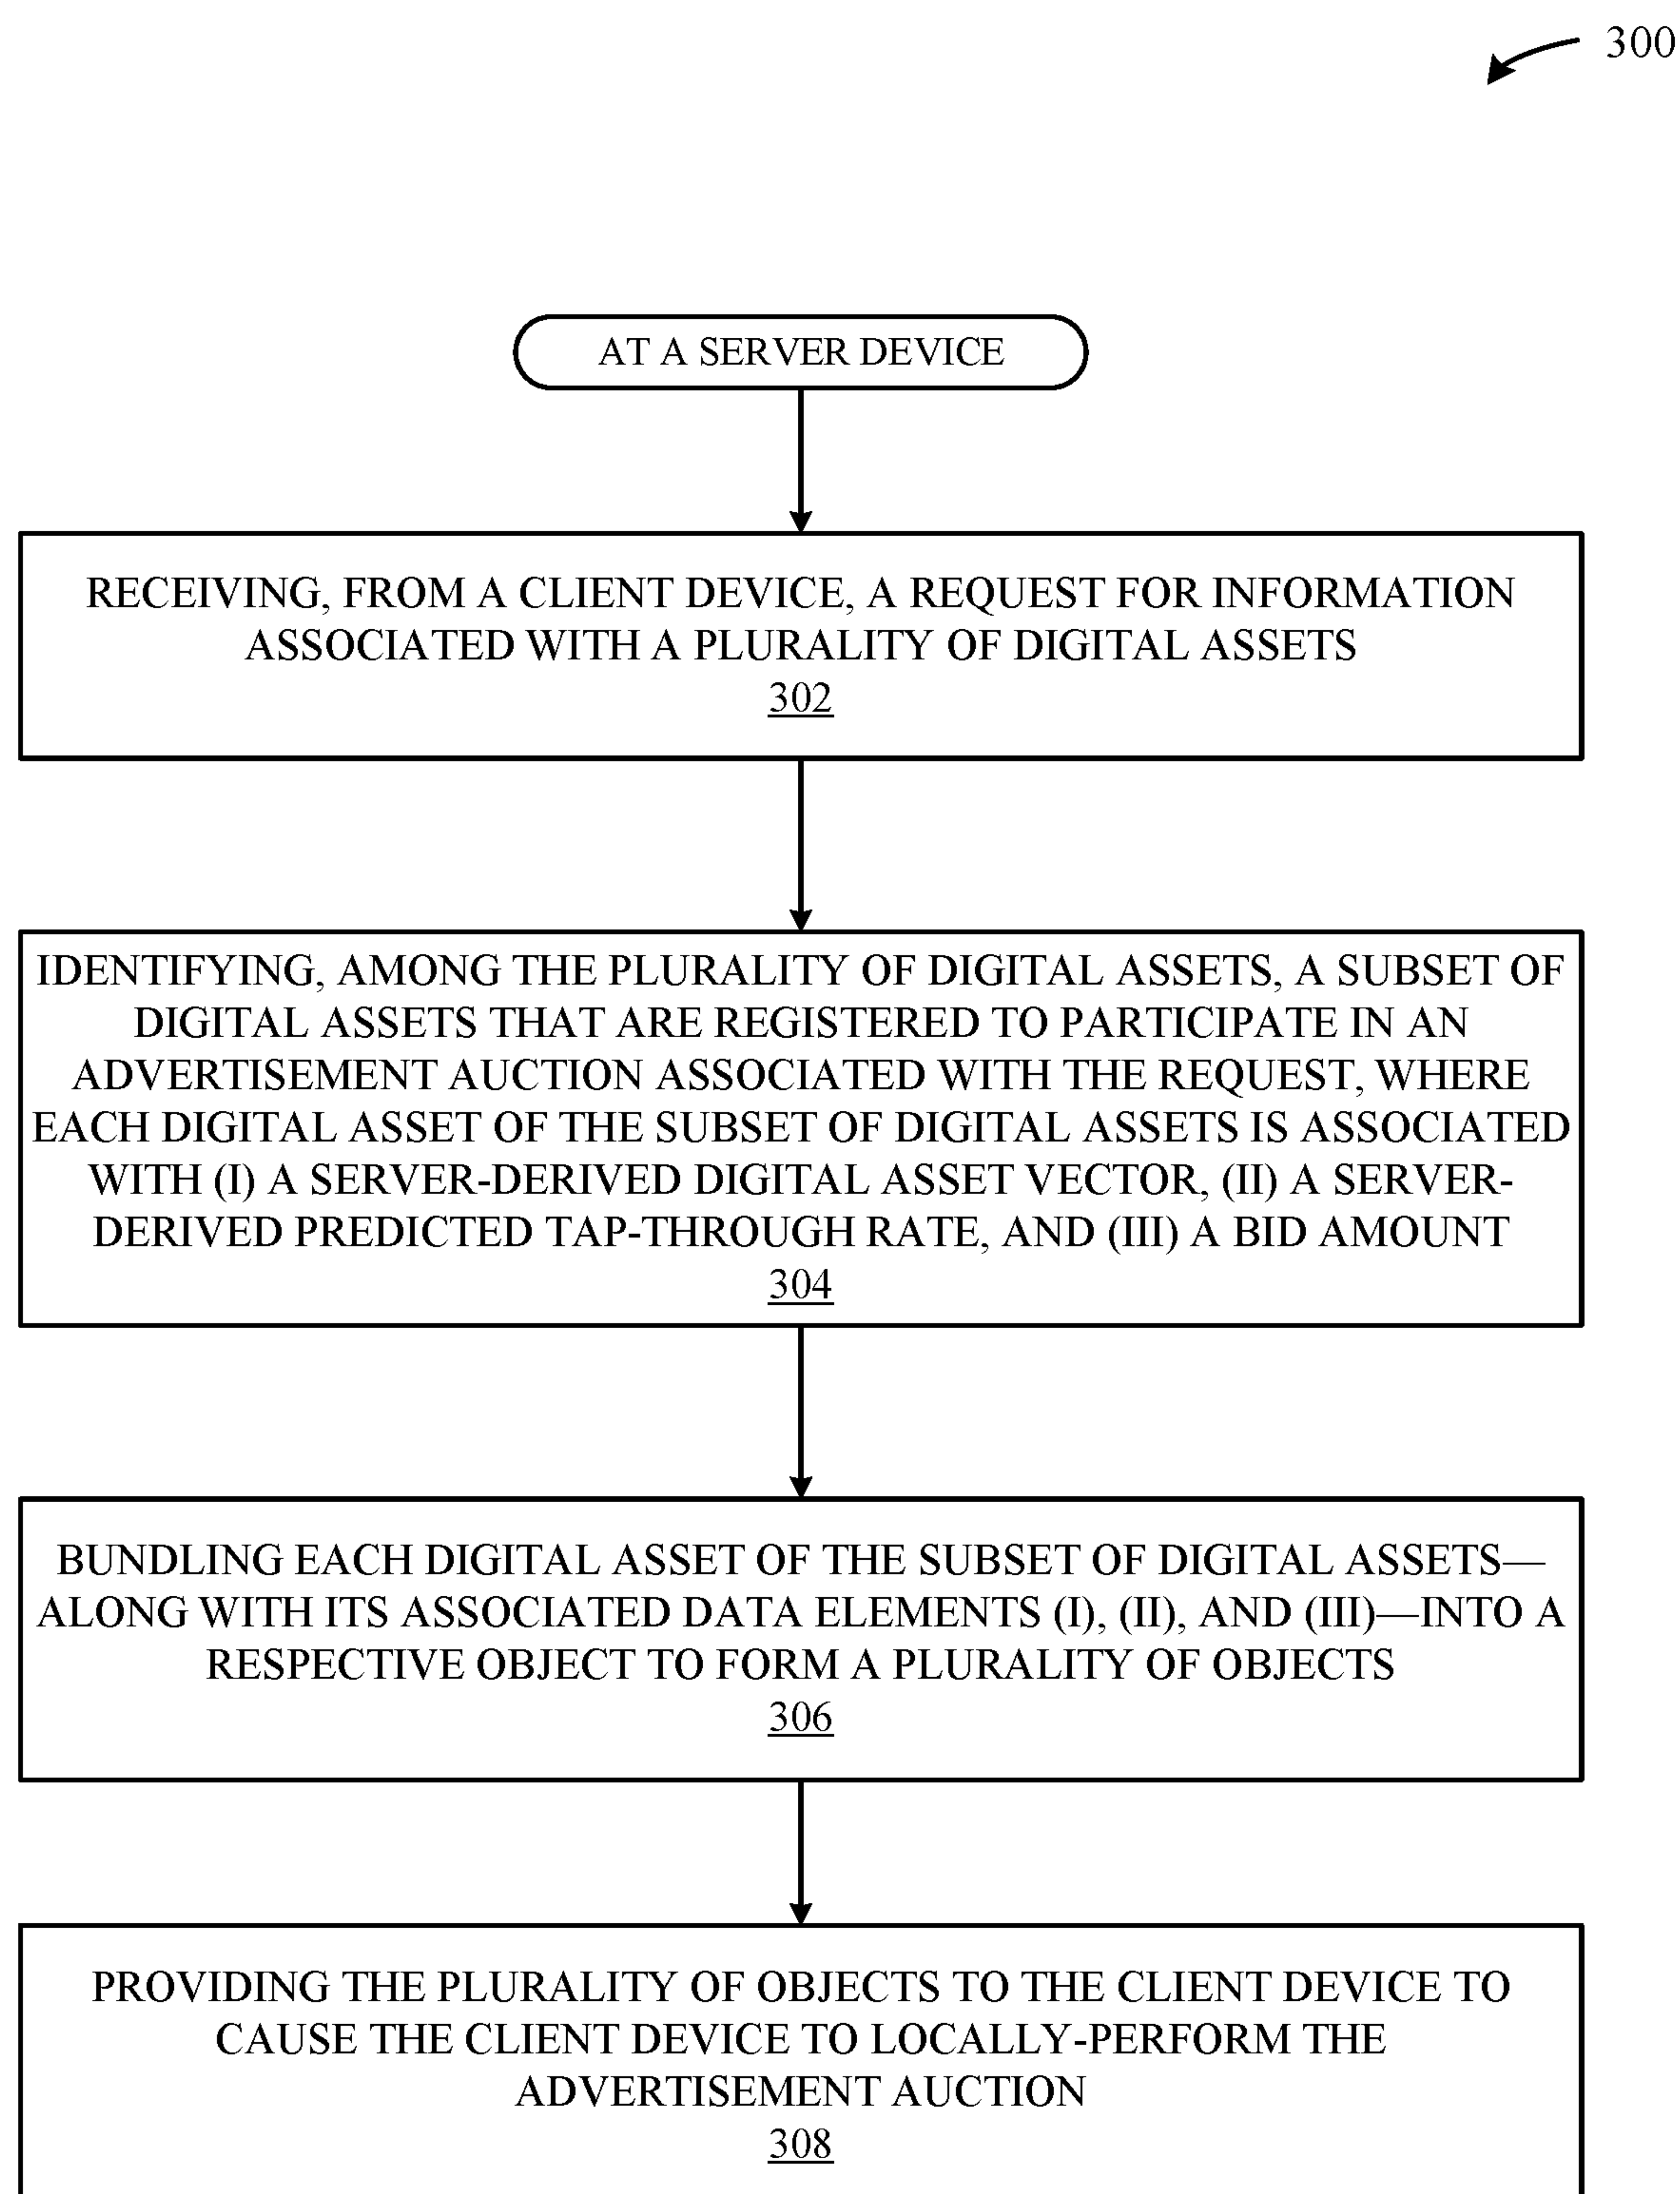 300
AT A SERVER DEVICE
RECEIVING, FROM A CLIENT DEVICE, A REQUEST FOR INFORMATION
ASSOCIATED WITH A PLURALITY OF DIGITAL ASSETS
302
IDENTIFYING, AMONG THE PLURALITY OF DIGITAL ASSETS, A SUBSET OF
DIGITAL ASSETS THAT ARE REGISTERED TO PARTICIPATE IN AN
ADVERTISEMENT AUCTION ASSOCIATED WITH THE REQUEST, WHERE
EACH DIGITAL ASSET OF THE SUBSET OF DIGITAL ASSETS IS ASSOCIATED
WITH (I) A SERVER-DERIVED DIGITAL ASSET VECTOR, (II) A SERVER-
DERIVED PREDICTED TAP-THROUGH RATE, AND (III) A BID AMOUNT
304
BUNDLING EACH DIGITAL ASSET OF THE SUBSET OF DIGITAL ASSETS—
ALONG WITH ITS ASSOCIATED DATA ELEMENTS (I), (II), AND (III)—INTO A
RESPECTIVE OBJECT TO FORM A PLURALITY OF OBJECTS
306
PROVIDING THE PLURALITY OF OBJECTS TO THE CLIENT DEVICE TO
CAUSE THE CLIENT DEVICE TO LOCALLY-PERFORM THE
ADVERTISEMENT AUCTION
308